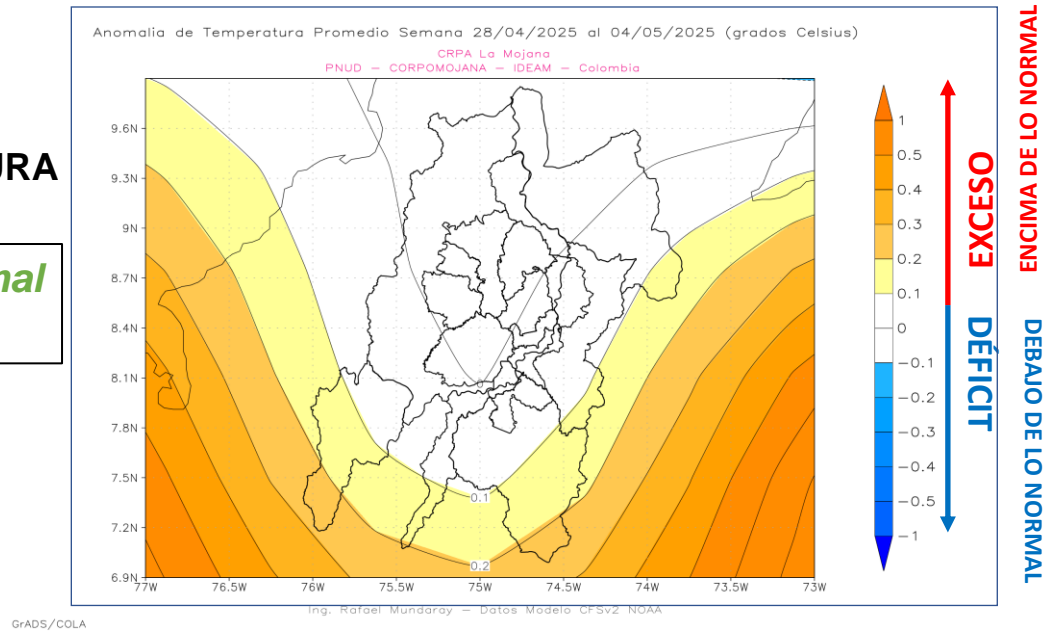 Anomalia de Temperatura Promedio Semana 28/04/2025 al 04/05/2025 (grados Celsius)
CRPA La Mojana
PNUD – CORPOMOJANA – IDEAM – Colombia
URA
nal
9.6N
9.3N
9N
8.7N
8.4N
8.1N
7.8N
7.5N
7.2N
6.9N
77W
76.5W
76W
75.5W
75W
74.5W
74W
73.5W
73W
0
0.1
0.2
1
0.5
0.4
0.3
0.2
0.1
0
−0.1
−0.2
−0.3
−0.4
−0.5
−1
EXCESO
DÉFICIT
ENCIMA DE LO NORMAL
DEBAJO DE LO NORMAL
Ing. Rafael Mundaray – Datos Modelo CFSv2 NOAA
GrADS/COLA